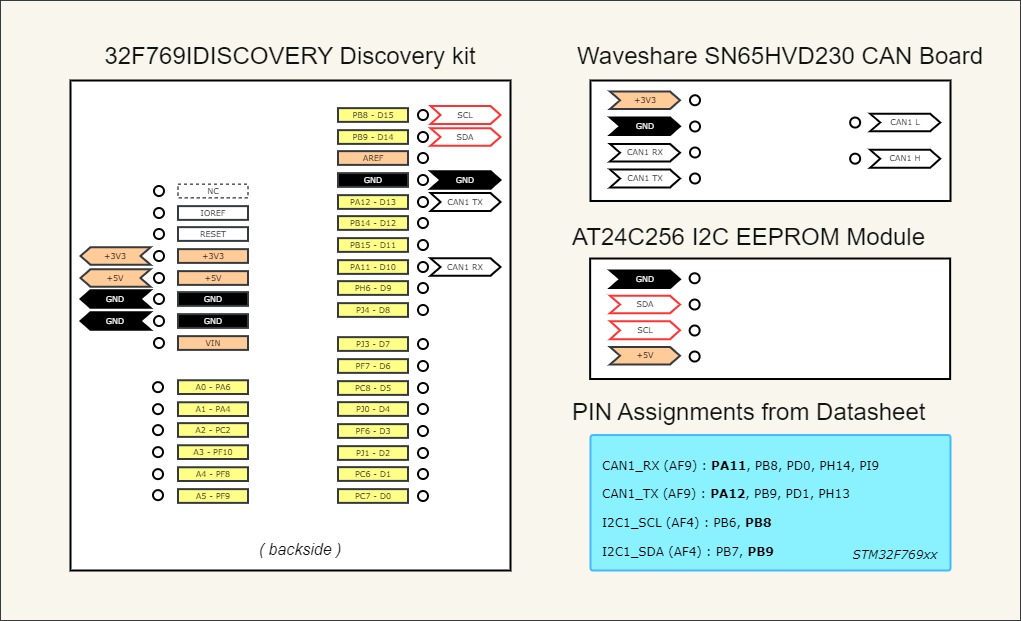 32F769IDISCOVERY Discovery kit
PB8 - D15
SCL
PB9 - D14
SDA
AREF
GND
GND
PA12 - D13
CAN1 TX
PB14 - D12
PB15 - D11
PA11 - D10
CAN1 RX
PH6 - D9
PJ4 - D8
NC
IOREF
RESET
+3V3
+3V3
+5V
+5V
GND
GND
GND
GND
VIN
PJ3 - D7
PF7 - D6
PC8 - D5
PJ0 - D4
PF6 - D3
PJ1 - D2
PC6 - D1
PC7 - D0
A0 - PA6
A1 - PA4
A2 - PC2
A3 - PF10
A4 - PF8
A5 - PF9
( backside )
Waveshare SN65HVD230 CAN Board
+3V3
GND
CAN1 RX
CAN1 TX
CAN1 L
CAN1 H
AT24C256 I2C EEPROM Module
GND
SDA
SCL
+5V
PIN Assignments from Datasheet
CAN1_RX (AF9) : PA11, PB8, PD0, PH14, PI9
CAN1_TX (AF9) : PA12, PB9, PD1, PH13
I2C1_SCL (AF4) : PB6, PB8
I2C1_SDA (AF4) : PB7, PB9
STM32F769xx